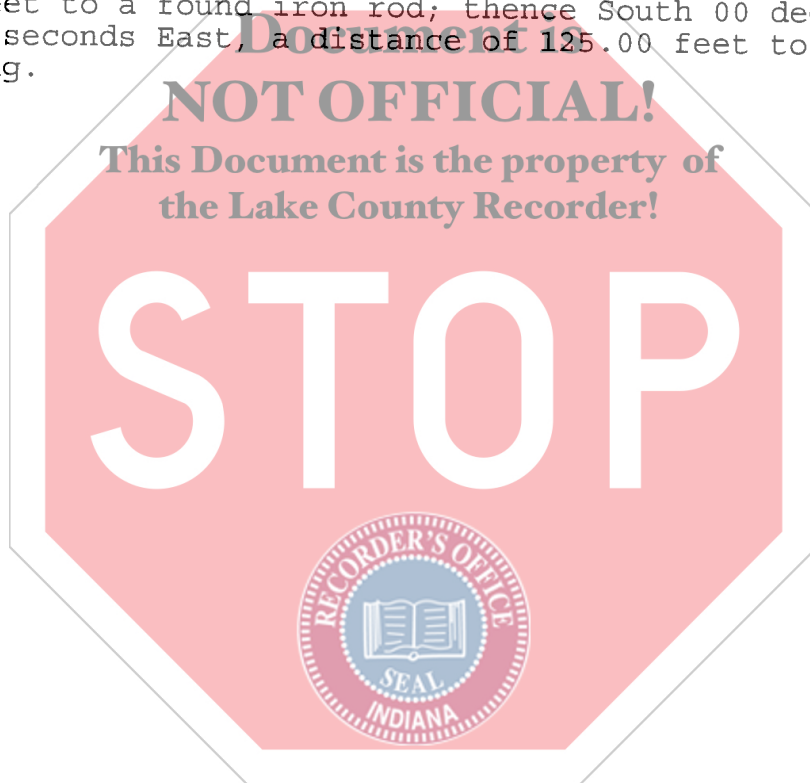 et to a found iron rod; thence South 00 de
seconds East, a distance of 125.00 feet to
g.
Document is
NOT OFFICIAL!
This Document is the property of
the Lake County Recorder!
STOP
RECORDER'S OFFICE
SEAL
INDIANA